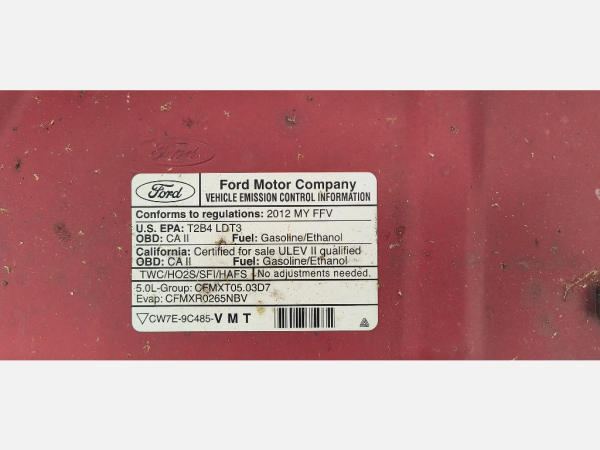 Ford
Ford
Ford Motor Company
VEHICLE EMISSION CONTROL INFORMATION
Conforms to regulations: 2012 MY FFV
U.S. EPA: T2B4 LDT3
OBD: CA II Fuel: Gasoline/Ethanol
California: Certified for sale ULEV II qualified
OBD: CA II Fuel: Gasoline/Ethanol
TWC/HO2S/SFI/HAFS No adjustments needed.
5.0L-Group: CFMXT05.03D7
Evap: CFMXR0265NBV
CW7E-9C485-VMT